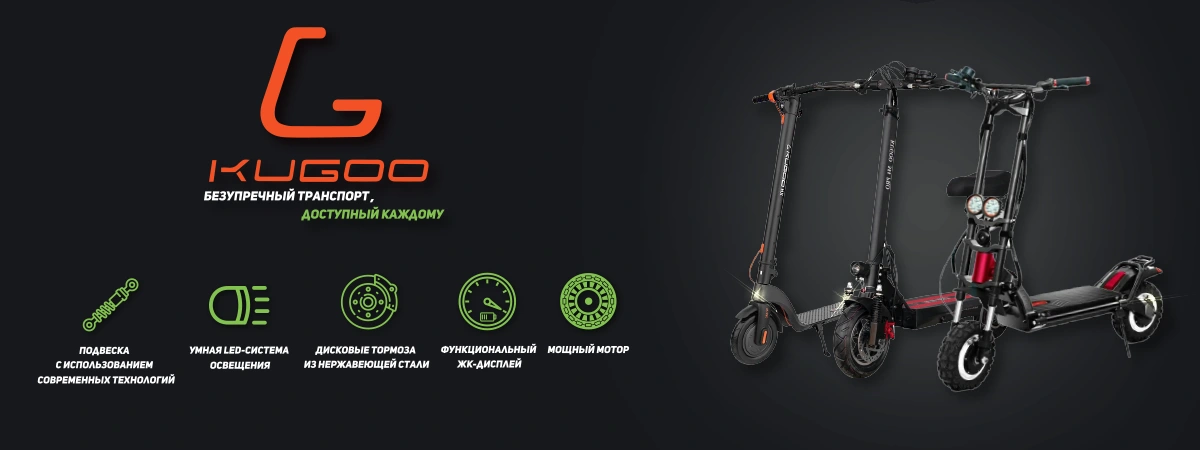 KUGOO
БЕЗУПРЕЧНЫЙ ТРАНСПОРТ,
ДОСТУПНЫЙ КАЖДОМУ
ПОДВЕСКА
С ИСПОЛЬЗОВАНИЕМ
СОВРЕМЕННЫХ ТЕХНОЛОГИЙ
УМНАЯ LED-СИСТЕМА
ОСВЕЩЕНИЯ
ДИСКОВЫЕ ТОРМОЗА
ИЗ НЕРЖАВЕЮЩЕЙ СТАЛИ
ФУНКЦИОНАЛЬНЫЙ
ЖК-ДИСПЛЕЙ
МОЩНЫЙ МОТОР